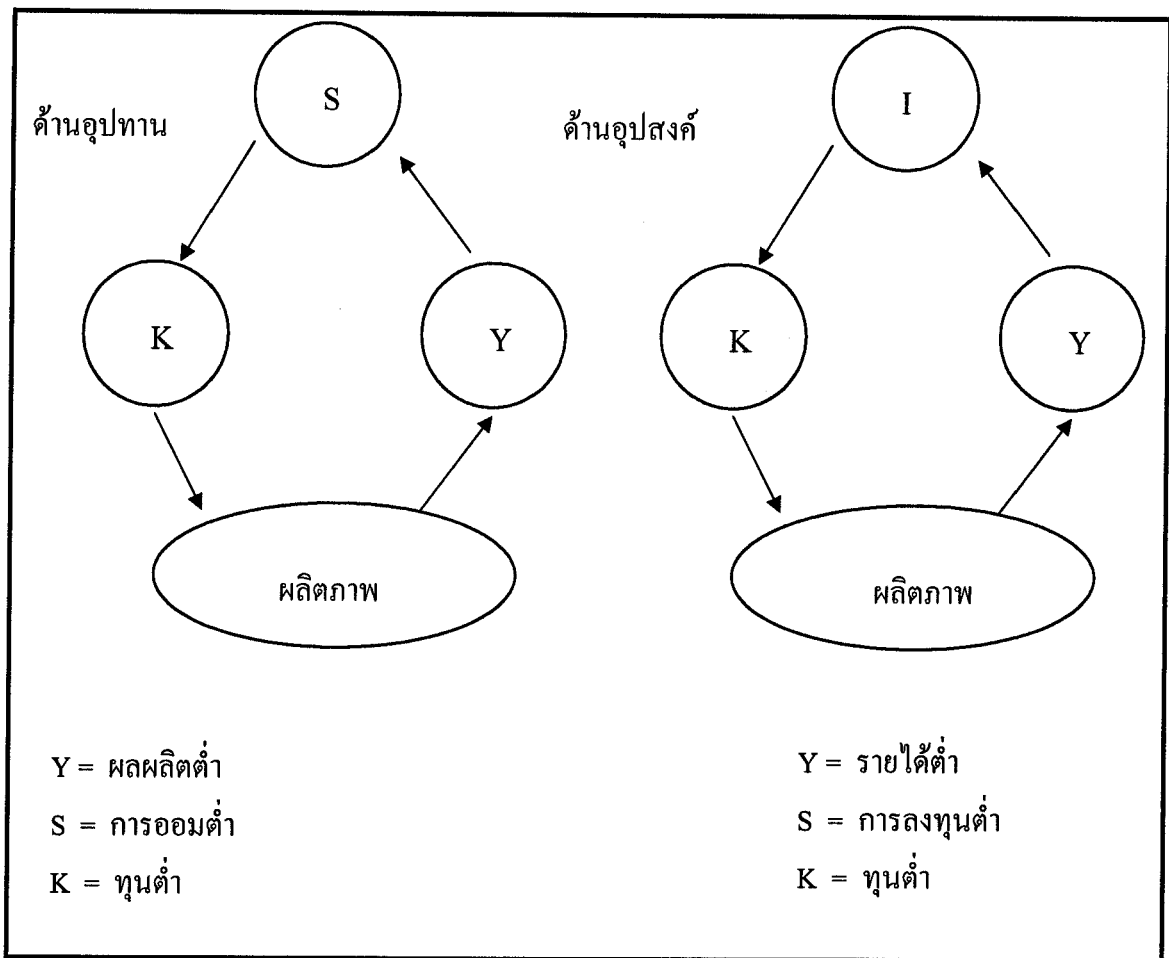 S
I
ด้านอุปทาน
ด้านอุปสงค์
K
Y
K
Y
ผลิตภาพ
ผลิตภาพ
Y = ผลผลิตต่ำ
S = การออมต่ำ
K = ทุนต่ำ
Y = รายได้ต่ำ
S = การลงทุนต่ำ
K = ทุนต่ำ